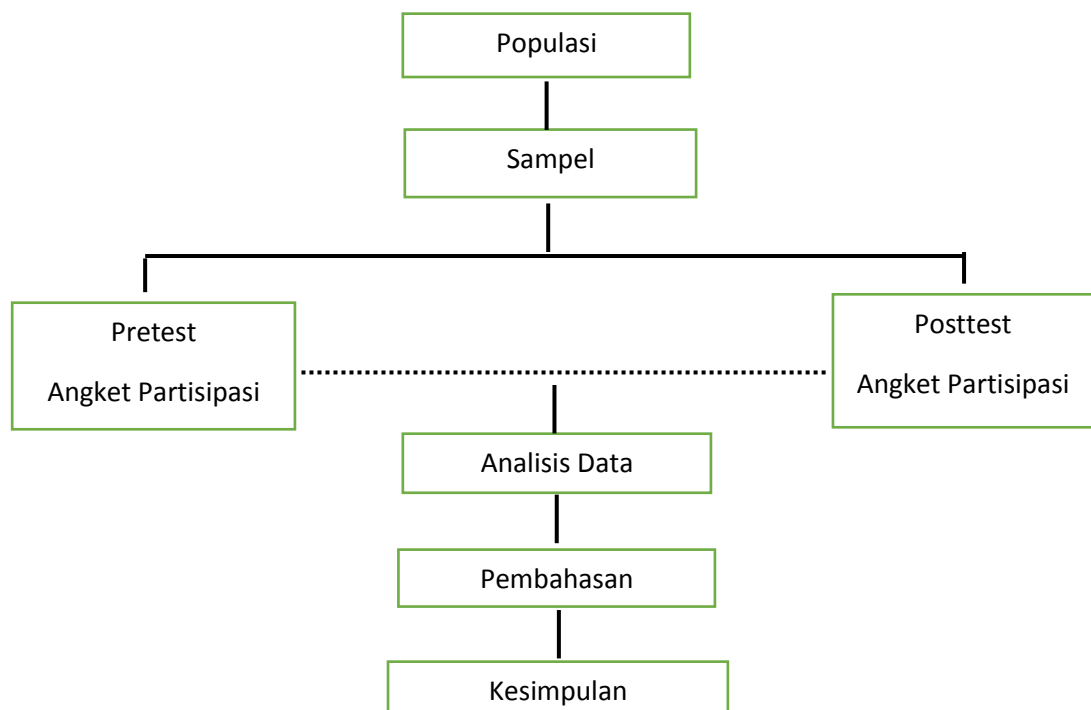 Populasi
Sampel
Pretest
Angket Partisipasi
Posttest
Angket Partisipasi
Analisis Data
Pembahasan
Kesimpulan